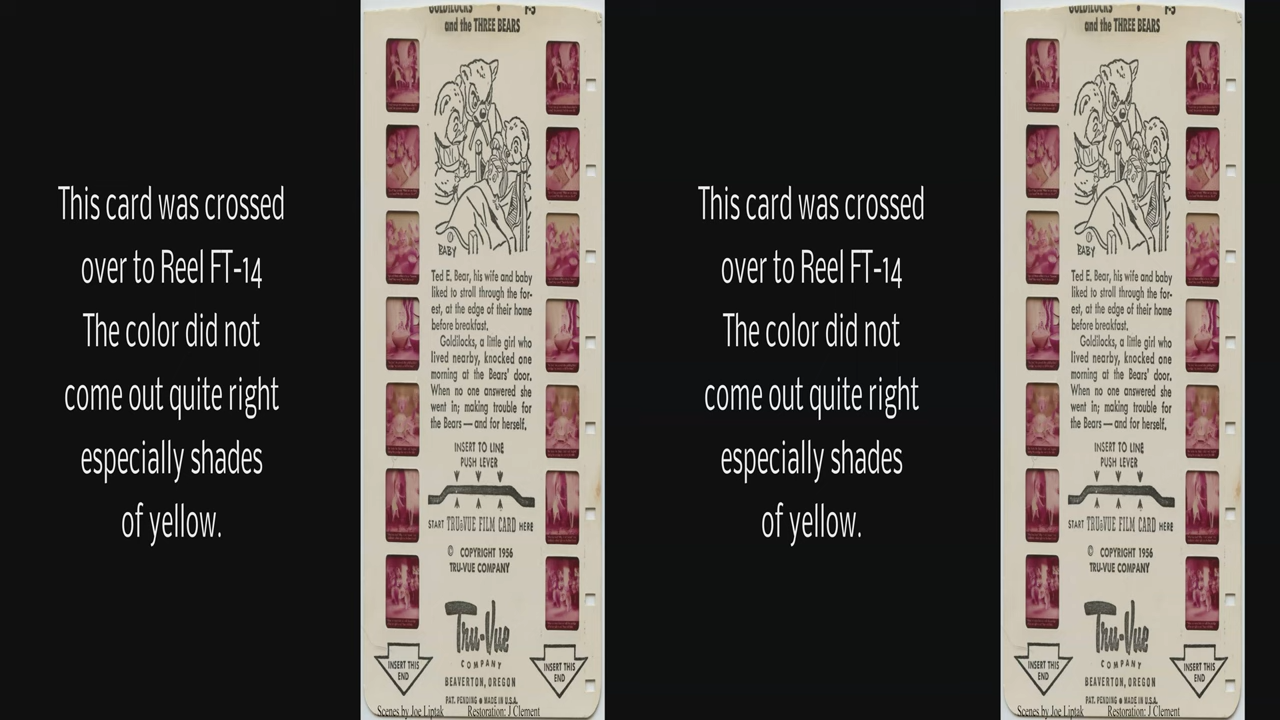 This card was crossed
over to Reel FT-14
The color did not
come out quite right
especially shades
of yellow.
GOLDILOCKS • T-3
and the THREE BEARS
© BABY
Ted E. Bear, his wife and baby
liked to stroll through the for-
est, at the edge of their home
before breakfast.
Goldilocks, a little girl who
lived nearby, knocked one
morning at the Bears' door.
When no one answered she
went in; making trouble for
the Bears — and for herself.
INSERT TO LINE
PUSH LEVER
START TRU-VUE FILM CARD HERE
© COPYRIGHT 1956
TRU-VUE COMPANY
Tru-Vue
COMPANY
BEAVERTON, OREGON
INSERT THIS
END
INSERT THIS
END
PAT. PENDING • MADE IN U.S.A.
Scenes by Joe Liptak Restoration: J Clement
This card was crossed
over to Reel FT-14
The color did not
come out quite right
especially shades
of yellow.
GOLDILOCKS • T-3
and the THREE BEARS
© BABY
Ted E. Bear, his wife and baby
liked to stroll through the for-
est, at the edge of their home
before breakfast.
Goldilocks, a little girl who
lived nearby, knocked one
morning at the Bears' door.
When no one answered she
went in; making trouble for
the Bears — and for herself.
INSERT TO LINE
PUSH LEVER
START TRU-VUE FILM CARD HERE
© COPYRIGHT 1956
TRU-VUE COMPANY
Tru-Vue
COMPANY
BEAVERTON, OREGON
INSERT THIS
END
INSERT THIS
END
PAT. PENDING • MADE IN U.S.A.
Scenes by Joe Liptak Restoration: J Clement